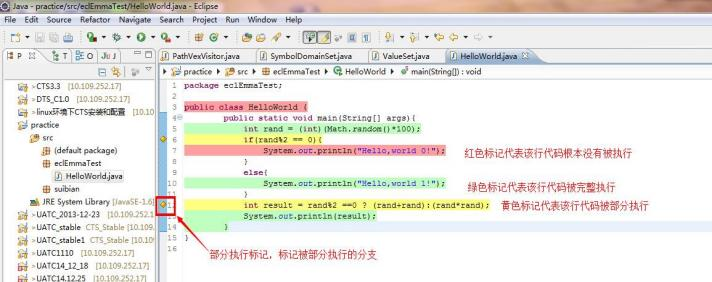 Java - practice/src/eclEmmaTest/HelloWorld.java - Eclipse
File Edit Source Refactor Navigate Search Project Run Window Help
P T O
PathVexVisitor.java SymbolDomainSet.java ValueSet.java HelloWorld.java
practice src eclEmmaTest HelloWorld main(String[]) : void
>CTS3.3 [10.109.252.17]
>DTS_C1.0 [10.109.252.17]
>linux环境下CTS安装和配置 [10.109.252.17]
practice
src
(default package)
eclEmmaTest
HelloWorld.java
suibian
JRE System Library [JavaSE-1.6]
>UATC_2013-12-23 [10.109.252.17]
>UATC_stable CTS_Stable [10.109.252.17]
>UATC_stable1 CTS_Stable [10.109.252.17]
>UATC1110 [10.109.252.17]
>UATC14_12_18 [10.109.252.17]
>UATC14.12.25 [10.109.252.17]
1 package eclEmmaTest;
2
3 public class HelloWorld {
4 public static void main(String[] args){
5 int rand = (int)(Math.random()*100);
6 if(rand%2 == 0){
7 System.out.println("Hello,world 0!");
8 }
9 else{
10 System.out.println("Hello,world 1!");
11 }
12 int result = rand%2 ==0 ? (rand+rand):(rand*rand);
13 System.out.println(result);
14 }
15 }
16
红色标记代表该行代码根本没有被执行
绿色标记代表该行代码被完整执行
黄色标记代表该行代码被部分执行
部分执行标记，标记被部分执行的分支